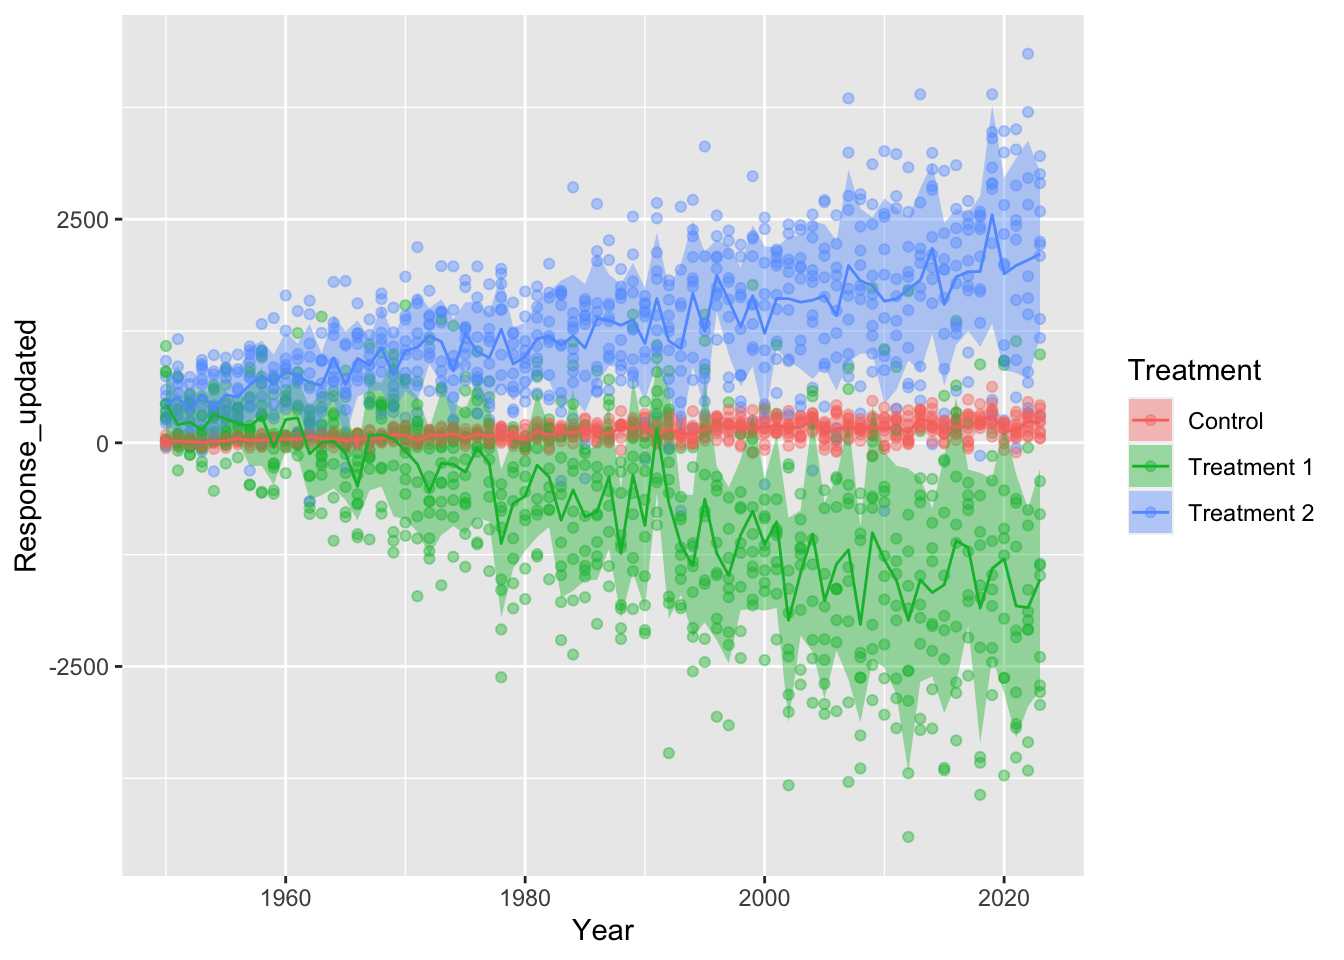 Response_updated
2500
0
-2500
1960
1980
2000
2020
Year
Treatment
Control
Treatment 1
Treatment 2